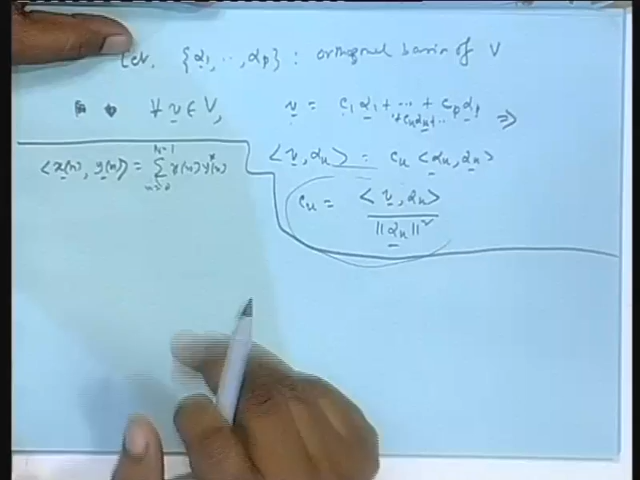 Let, {α₁, .., αₚ} : orthogonal basis of V
∀ v ∈ V, v = c₁α₁ + ... + cₚαₚ ⇒
+cₖαₖ+..
<v, αₖ> = cₖ <αₖ, αₖ>
<x(n), y(n)> = Σ_{n=0}^{N-1} x(n) y*(n)
cₖ = <v, αₖ> / ||αₖ||²